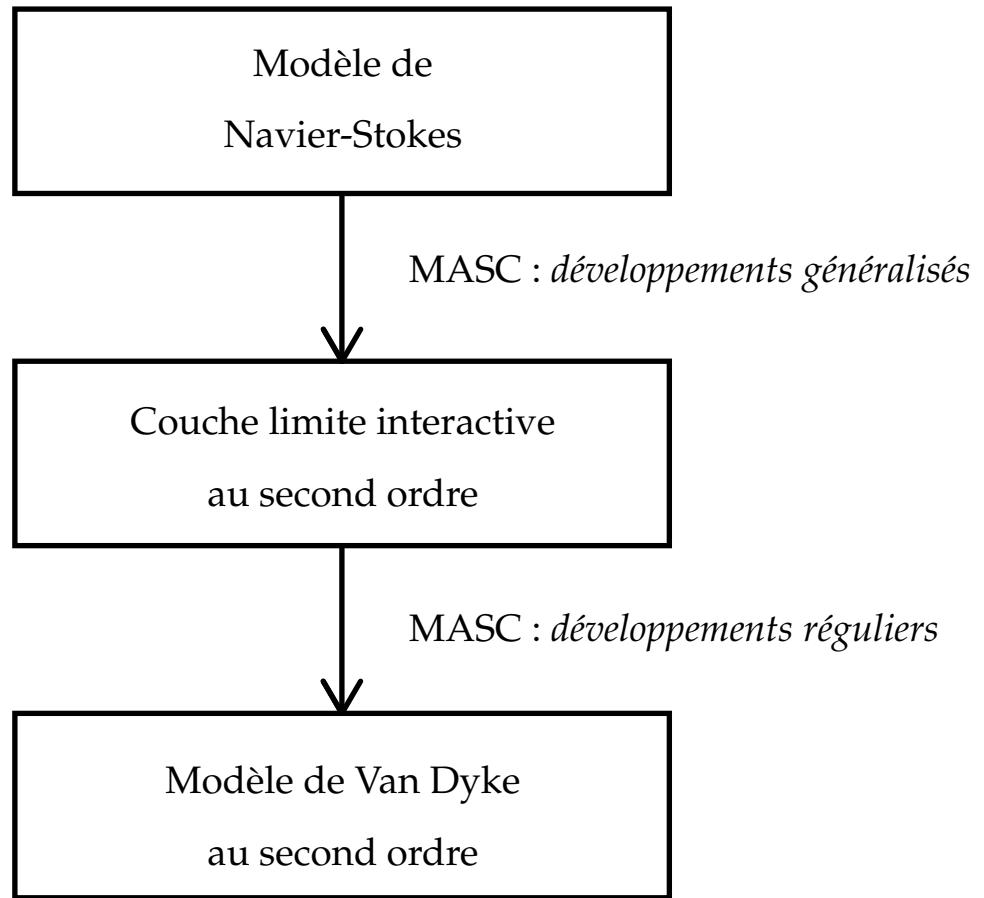 Modèle de
Navier-Stokes
MASC : développements généralisés
Couche limite interactive
au second ordre
MASC : développements réguliers
Modèle de Van Dyke
au second ordre